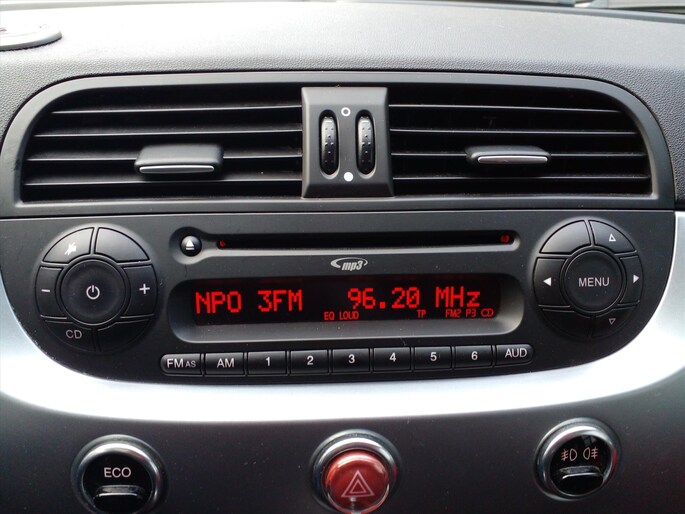 mp3
NPO 3FM 96.20 MHz
EQ LOUD TP FM2 P3
MENU
CD
FM AS AM 1 2 3 4 5 6 AUD
ECO